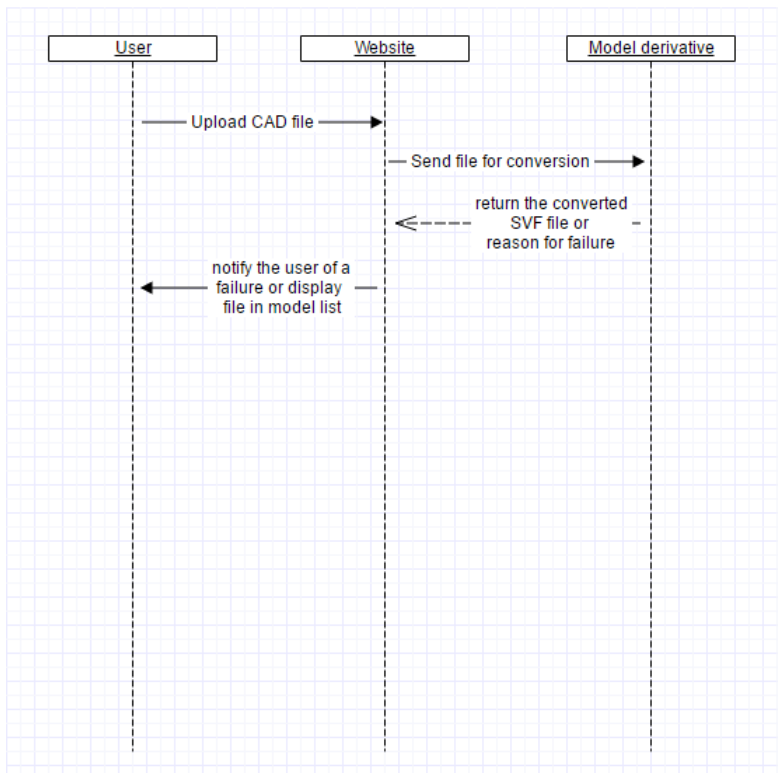 User
Website
Model derivative
Upload CAD file
Send file for conversion
return the converted
SVF file or
reason for failure
notify the user of a
failure or display
file in model list